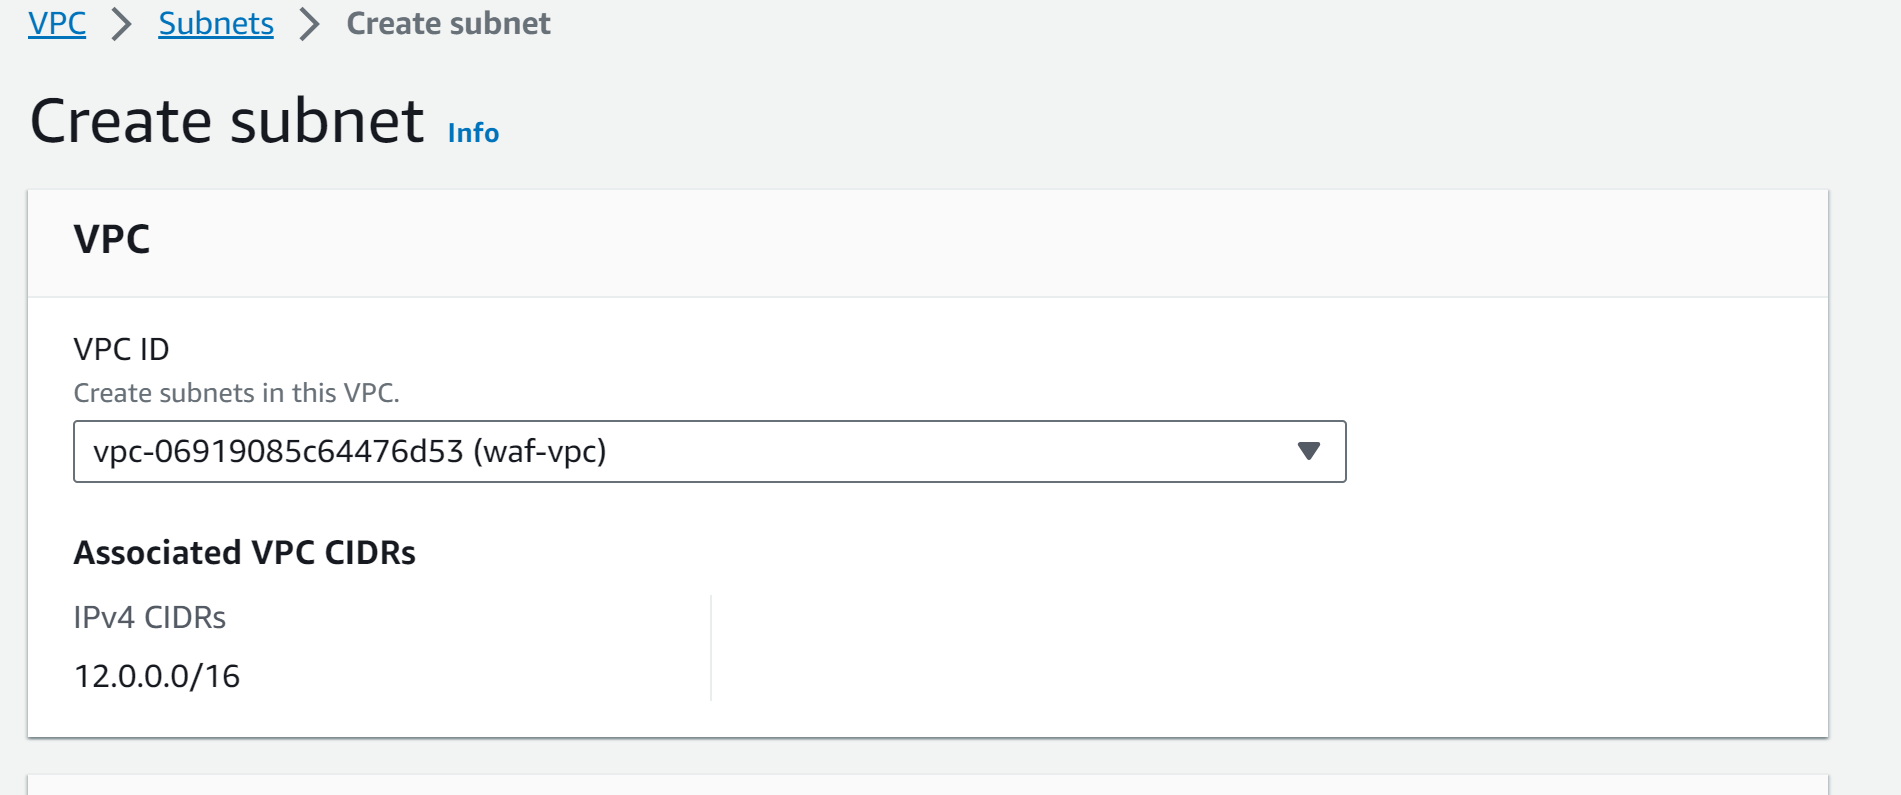 VPC > Subnets > Create subnet
Create subnet Info
VPC
VPC ID
Create subnets in this VPC.
vpc-06919085c64476d53 (waf-vpc)
Associated VPC CIDRs
IPv4 CIDRs
12.0.0.0/16